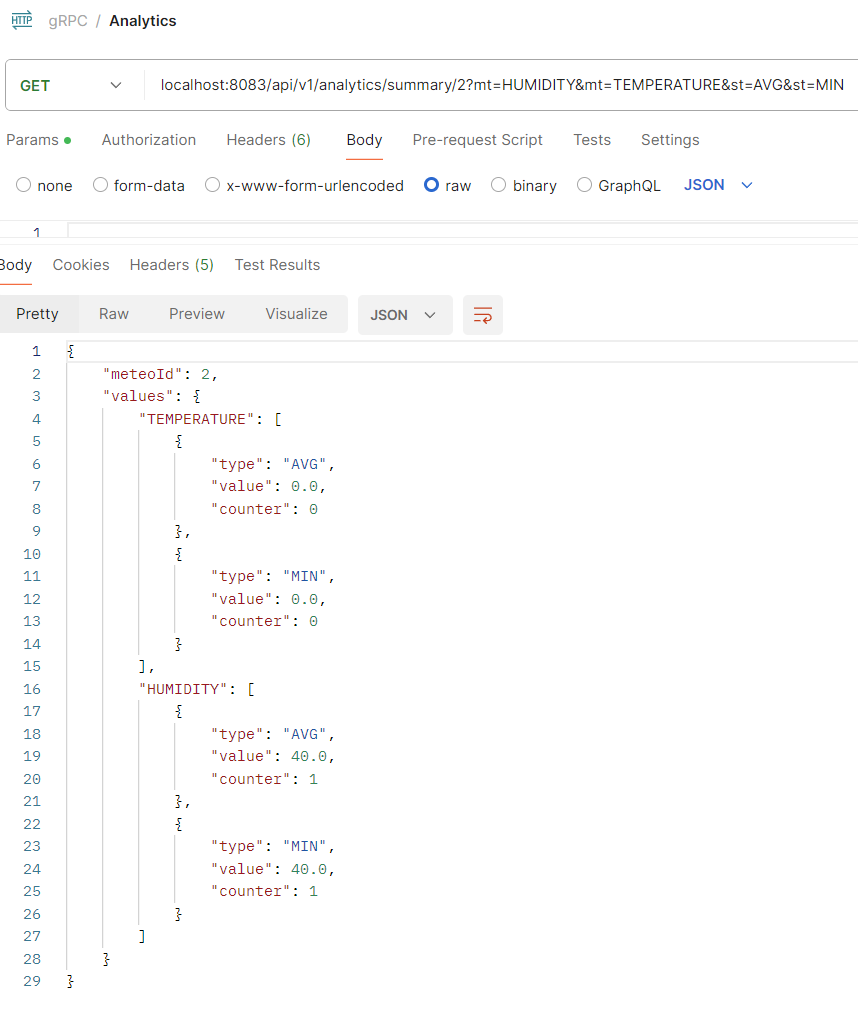 HTTP gRPC / Analytics
GET localhost:8083/api/v1/analytics/summary/2?mt=HUMIDITY&mt=TEMPERATURE&st=AVG&st=MIN
Params Authorization Headers (6) Body Pre-request Script Tests Settings
none form-data x-www-form-urlencoded raw binary GraphQL JSON
1
Body Cookies Headers (5) Test Results
Pretty Raw Preview Visualize JSON
1 {
2 "meteoId": 2,
3 "values": {
4 "TEMPERATURE": [
5 {
6 "type": "AVG",
7 "value": 0.0,
8 "counter": 0
9 },
10 {
11 "type": "MIN",
12 "value": 0.0,
13 "counter": 0
14 }
15 ],
16 "HUMIDITY": [
17 {
18 "type": "AVG",
19 "value": 40.0,
20 "counter": 1
21 },
22 {
23 "type": "MIN",
24 "value": 40.0,
25 "counter": 1
26 }
27 ]
28 }
29 }